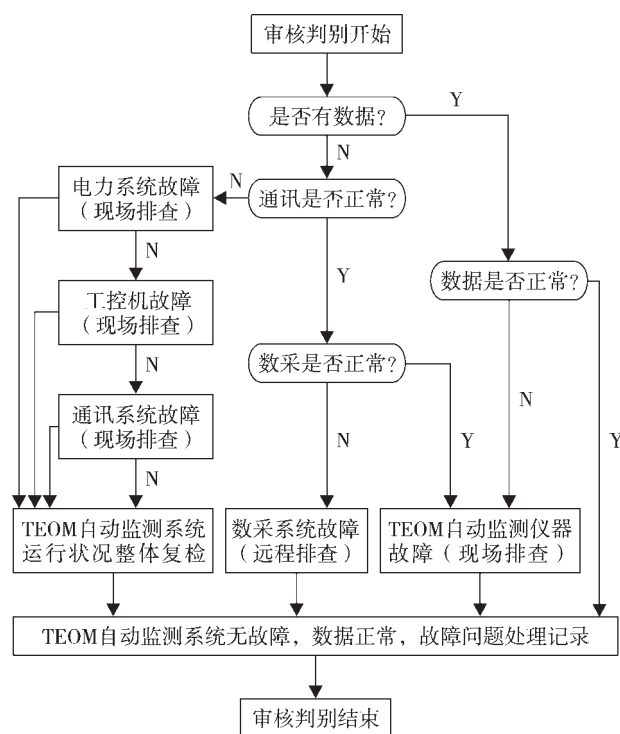 审核判别开始
是否有数据?
Y
N
电力系统故障
(现场排查)
N
通讯是否正常?
N
Y
数据是否正常?
工控机故障
(现场排查)
数采是否正常?
N
N
Y
通讯系统故障
(现场排查)
N
Y
N
TEOM自动监测系统
运行状况整体复检
数采系统故障
(远程排查)
TEOM自动监测仪器
故障(现场排查)
TEOM自动监测系统无故障，数据正常，故障问题处理记录
审核判别结束